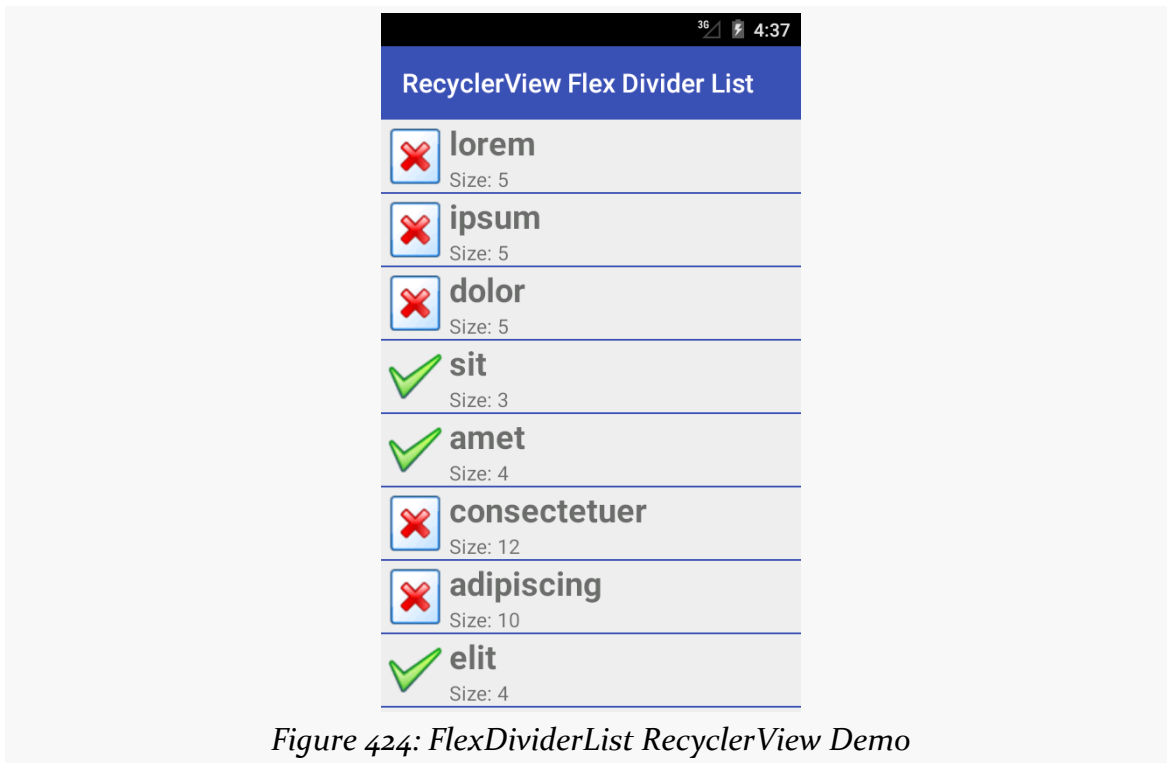 3G 4:37
RecyclerView Flex Divider List
lorem
Size: 5
ipsum
Size: 5
dolor
Size: 5
sit
Size: 3
amet
Size: 4
consectetuer
Size: 12
adipiscing
Size: 10
elit
Size: 4
Figure 424: FlexDividerList RecyclerView Demo